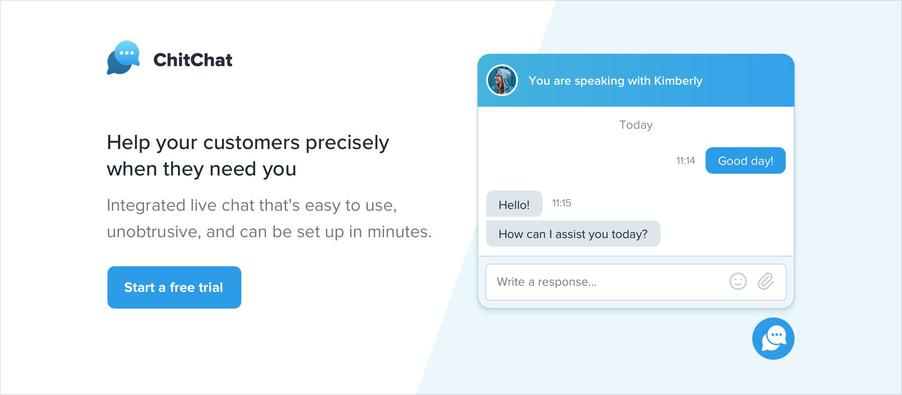 ChitChat
Help your customers precisely
when they need you
Integrated live chat that's easy to use,
unobtrusive, and can be set up in minutes.
Start a free trial
You are speaking with Kimberly
Today
11:14 Good day!
Hello! 11:15
How can I assist you today?
Write a response...